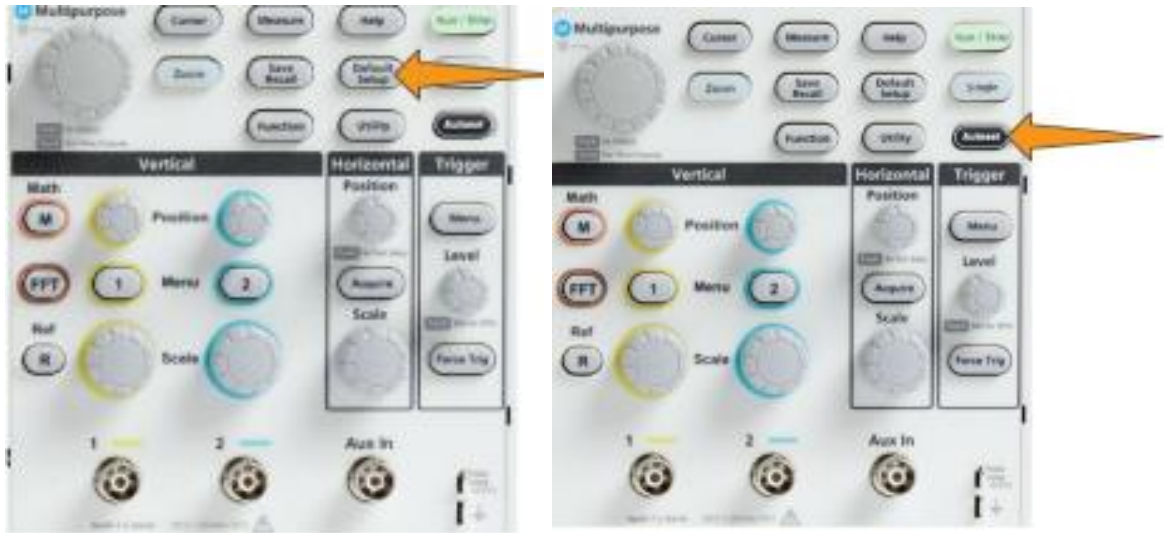 Multipurpose
Cursor
Measure
Help
Run / Stop
Zoom
Save
Recall
Default
Setup
Function
Utility
Autoset
Vertical
Horizontal
Trigger
Math
M
Position
Position
Menu
Level
FFT
1
Menu
2
Acquire
Ref
Scale
R
Scale
Force Trig
1
2
Aux In
Multipurpose
Cursor
Measure
Help
Run / Stop
Zoom
Save
Recall
Default
Setup
Single
Function
Utility
Autoset
Vertical
Horizontal
Trigger
Math
M
Position
Position
Menu
Level
FFT
1
Menu
2
Acquire
Ref
Scale
R
Scale
Force Trig
1
2
Aux In